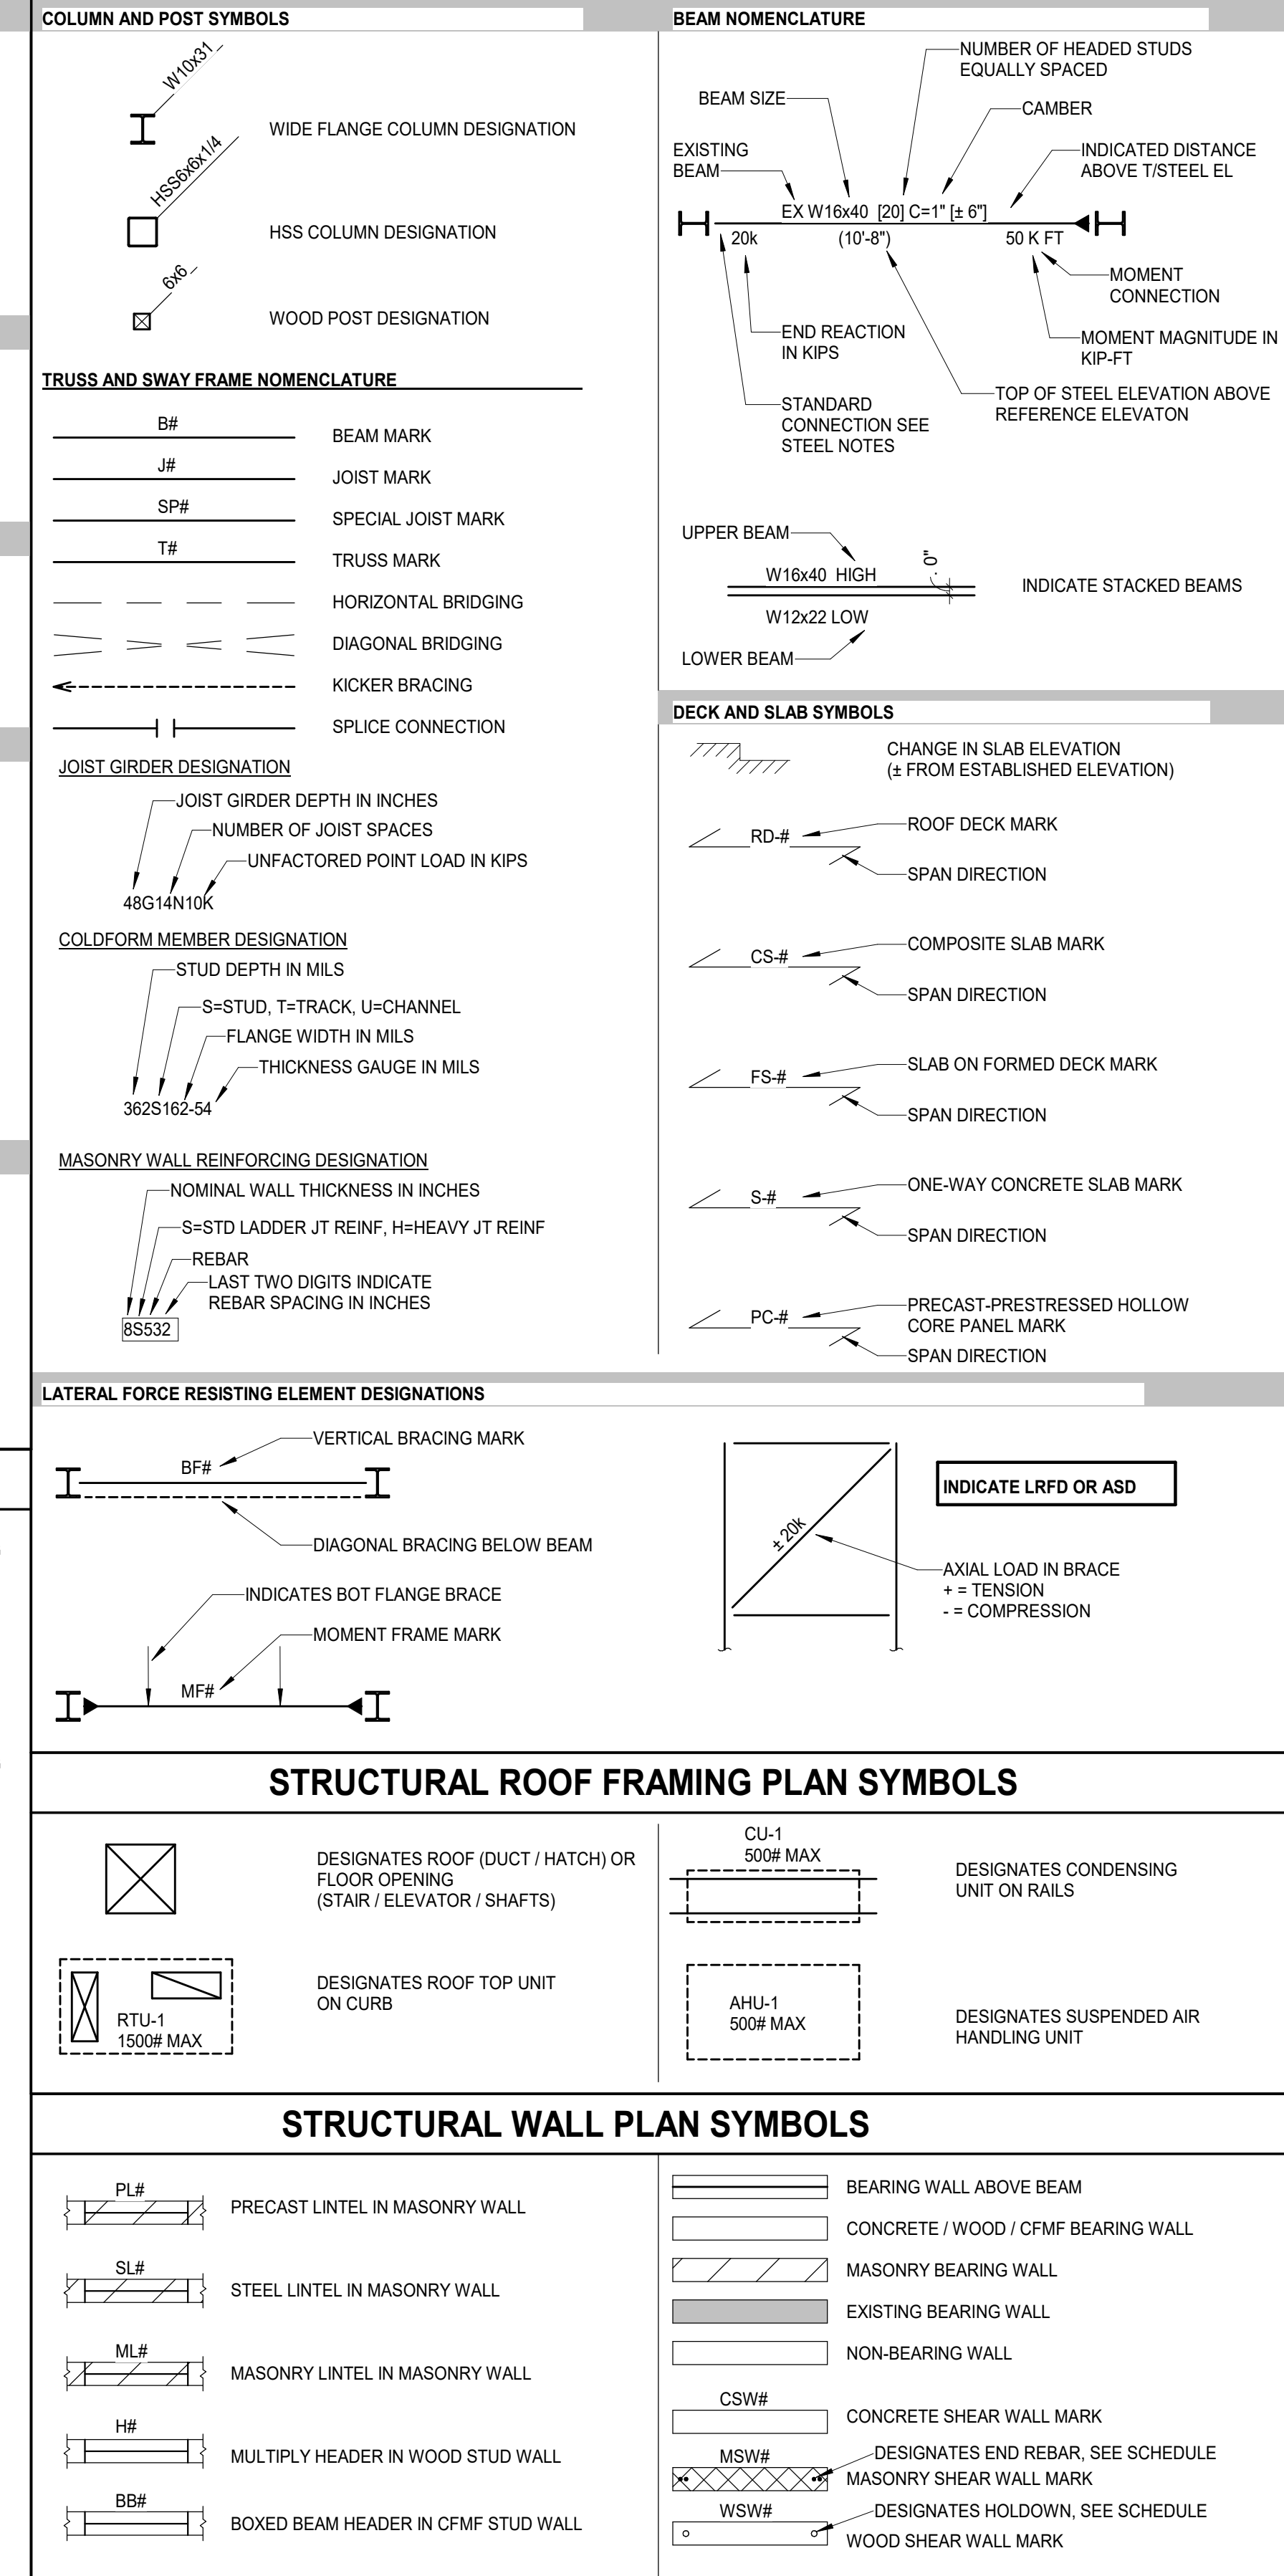 COLUMN AND POST SYMBOLS
W10x31
WIDE FLANGE COLUMN DESIGNATION
HSS6x6x1/4
HSS COLUMN DESIGNATION
6x6
WOOD POST DESIGNATION
TRUSS AND SWAY FRAME NOMENCLATURE
B#
BEAM MARK
J#
JOIST MARK
SP#
SPECIAL JOIST MARK
T#
TRUSS MARK
HORIZONTAL BRIDGING
DIAGONAL BRIDGING
KICKER BRACING
SPLICE CONNECTION
JOIST GIRDER DESIGNATION
JOIST GIRDER DEPTH IN INCHES
NUMBER OF JOIST SPACES
UNFACTORED POINT LOAD IN KIPS
48G14N10K
COLDFORM MEMBER DESIGNATION
STUD DEPTH IN MILS
S=STUD, T=TRACK, U=CHANNEL
FLANGE WIDTH IN MILS
THICKNESS GAUGE IN MILS
362S162-54
MASONRY WALL REINFORCING DESIGNATION
NOMINAL WALL THICKNESS IN INCHES
S=STD LADDER JT REINF, H=HEAVY JT REINF
REBAR
LAST TWO DIGITS INDICATE
REBAR SPACING IN INCHES
8S532
BEAM NOMENCLATURE
NUMBER OF HEADED STUDS
EQUALLY SPACED
BEAM SIZE
CAMBER
EXISTING
BEAM
INDICATED DISTANCE
ABOVE T/STEEL EL
EX W16x40 [20] C=1" [± 6"]
20k
(10'-8")
50 K FT
MOMENT
CONNECTION
END REACTION
IN KIPS
MOMENT MAGNITUDE IN
KIP-FT
TOP OF STEEL ELEVATION ABOVE
REFERENCE ELEVATON
STANDARD
CONNECTION SEE
STEEL NOTES
UPPER BEAM
W16x40 HIGH
0"
INDICATE STACKED BEAMS
W12x22 LOW
LOWER BEAM
DECK AND SLAB SYMBOLS
CHANGE IN SLAB ELEVATION
(± FROM ESTABLISHED ELEVATION)
RD-#
ROOF DECK MARK
SPAN DIRECTION
CS-#
COMPOSITE SLAB MARK
SPAN DIRECTION
FS-#
SLAB ON FORMED DECK MARK
SPAN DIRECTION
S-#
ONE-WAY CONCRETE SLAB MARK
SPAN DIRECTION
PC-#
PRECAST-PRESTRESSED HOLLOW
CORE PANEL MARK
SPAN DIRECTION
LATERAL FORCE RESISTING ELEMENT DESIGNATIONS
VERTICAL BRACING MARK
BF#
DIAGONAL BRACING BELOW BEAM
INDICATES BOT FLANGE BRACE
MOMENT FRAME MARK
MF#
± 20k
INDICATE LRFD OR ASD
AXIAL LOAD IN BRACE
+ = TENSION
- = COMPRESSION
STRUCTURAL ROOF FRAMING PLAN SYMBOLS
DESIGNATES ROOF (DUCT / HATCH) OR
FLOOR OPENING
(STAIR / ELEVATOR / SHAFTS)
RTU-1
1500# MAX
DESIGNATES ROOF TOP UNIT
ON CURB
CU-1
500# MAX
DESIGNATES CONDENSING
UNIT ON RAILS
AHU-1
500# MAX
DESIGNATES SUSPENDED AIR
HANDLING UNIT
STRUCTURAL WALL PLAN SYMBOLS
PL#
PRECAST LINTEL IN MASONRY WALL
SL#
STEEL LINTEL IN MASONRY WALL
ML#
MASONRY LINTEL IN MASONRY WALL
H#
MULTIPLY HEADER IN WOOD STUD WALL
BB#
BOXED BEAM HEADER IN CFMF STUD WALL
BEARING WALL ABOVE BEAM
CONCRETE / WOOD / CFMF BEARING WALL
MASONRY BEARING WALL
EXISTING BEARING WALL
NON-BEARING WALL
CSW#
CONCRETE SHEAR WALL MARK
MSW#
DESIGNATES END REBAR, SEE SCHEDULE
MASONRY SHEAR WALL MARK
WSW#
DESIGNATES HOLDOWN, SEE SCHEDULE
WOOD SHEAR WALL MARK